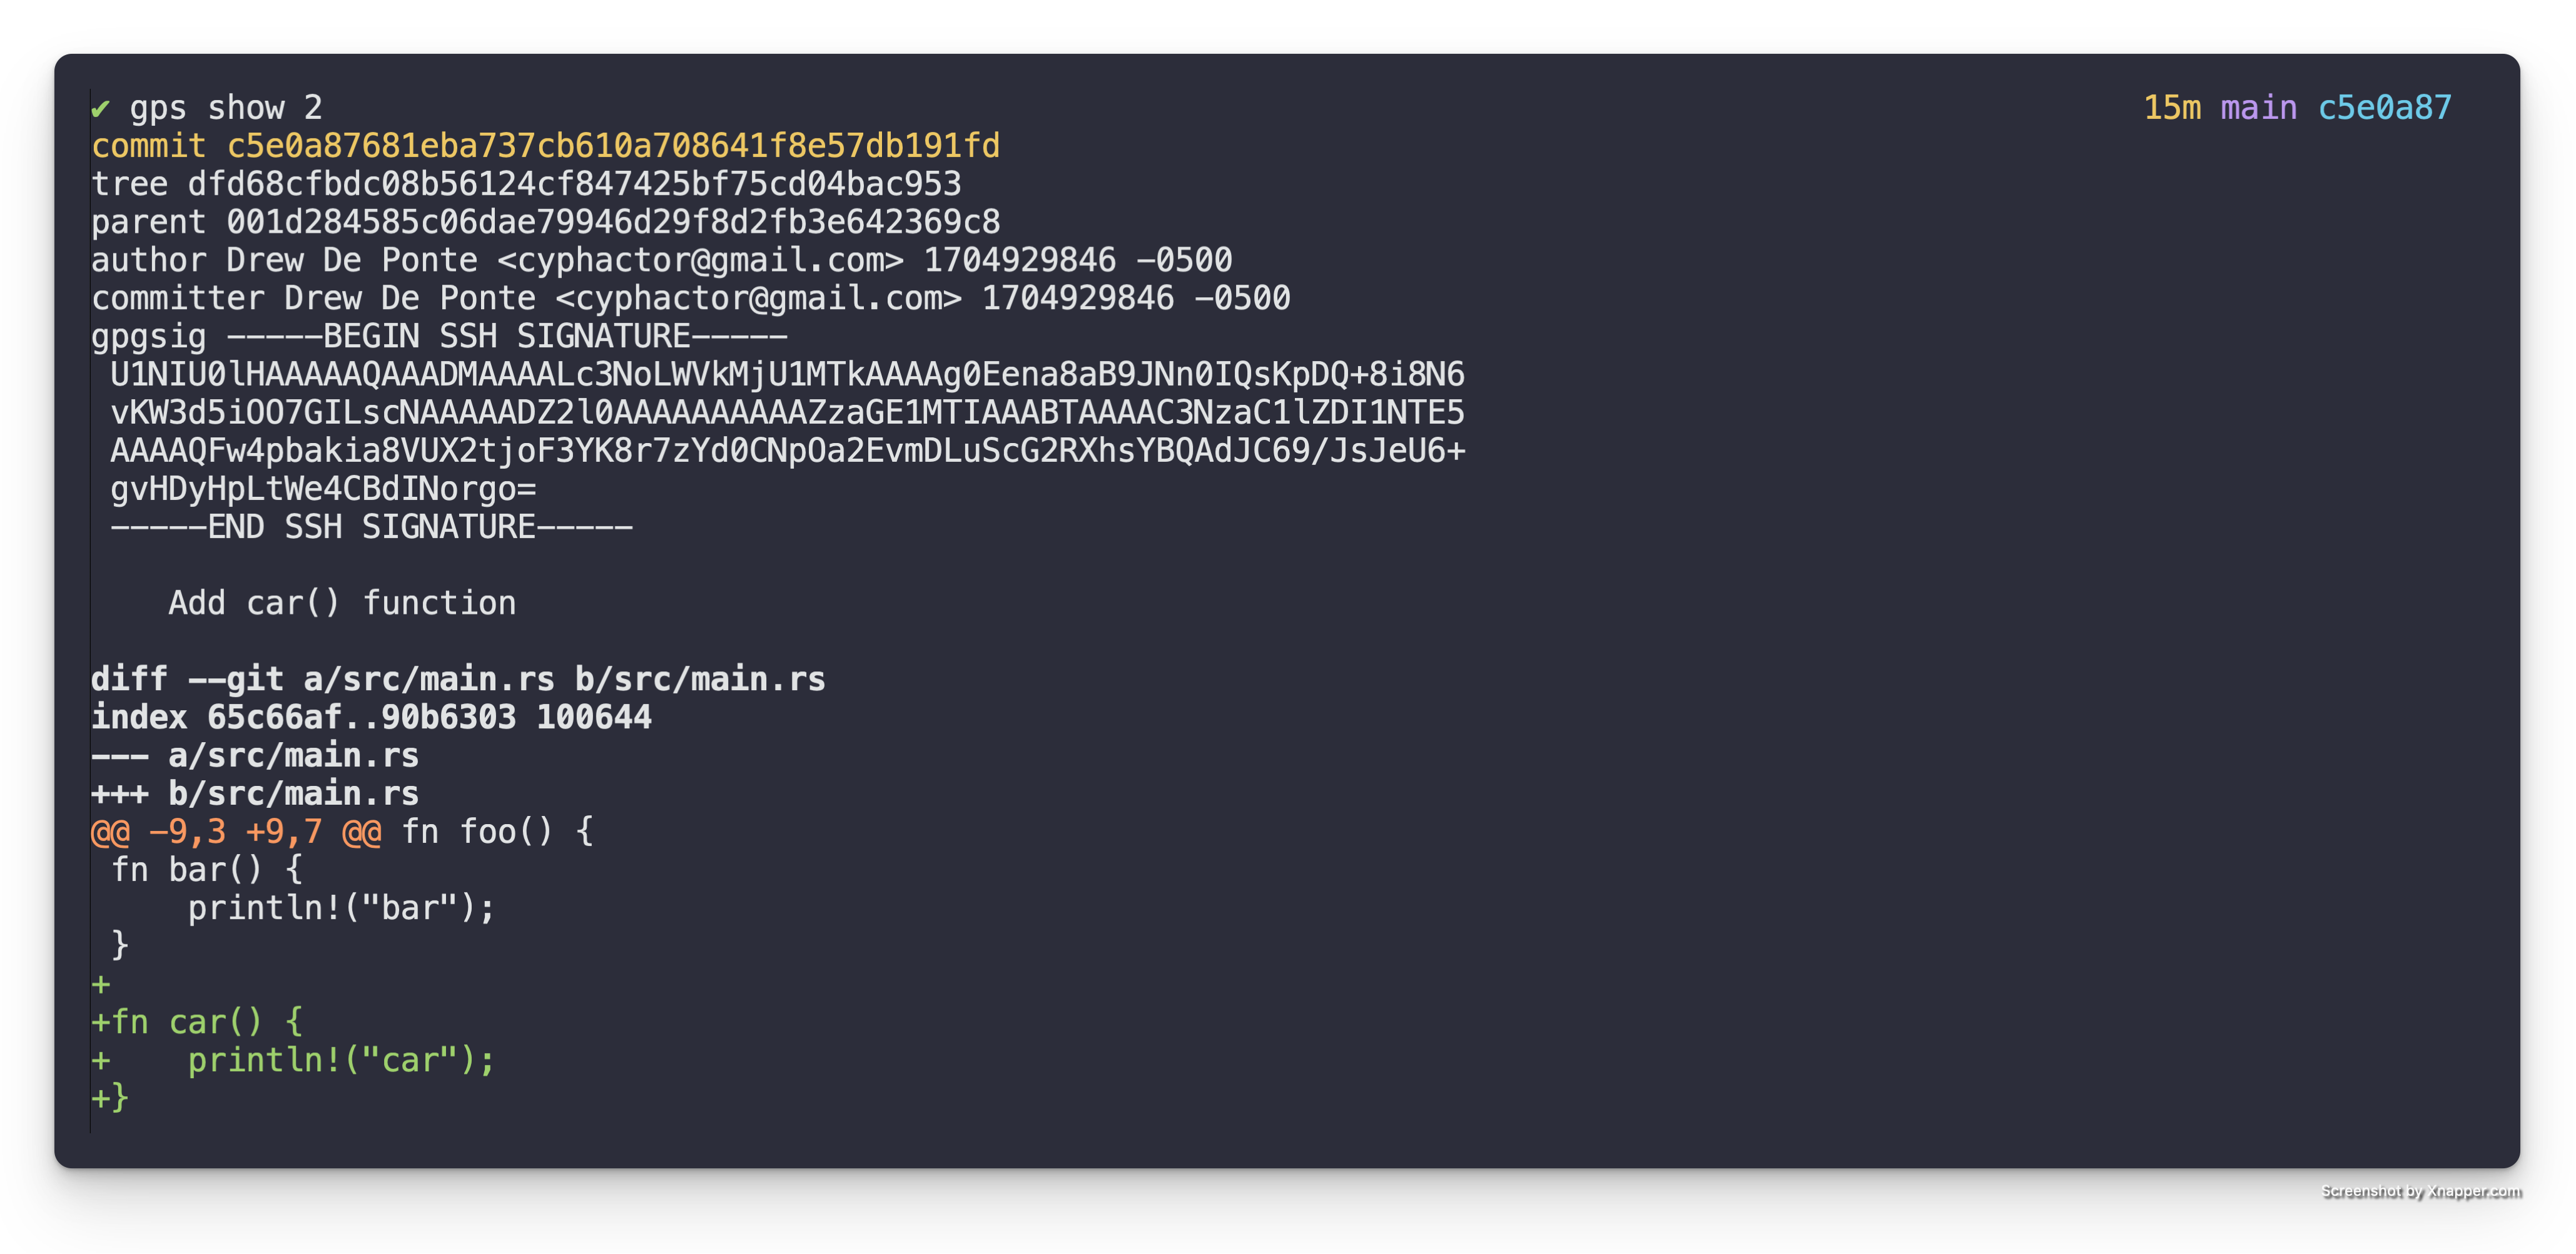 ✔ gps show 2 15m main c5e0a87
commit c5e0a87681eba737cb610a708641f8e57db191fd
tree dfd68cfbdc08b56124cf847425bf75cd04bac953
parent 001d284585c06dae79946d29f8d2fb3e642369c8
author Drew De Ponte <cyphactor@gmail.com> 1704929846 -0500
committer Drew De Ponte <cyphactor@gmail.com> 1704929846 -0500
gpgsig -----BEGIN SSH SIGNATURE-----
 U1NIU0lHAAAAAQAAADMAAAALc3NoLWVkMjU1MTkAAAAg0Eena8aB9JNn0IQsKpDQ+8i8N6
 vKW3d5iOO7GILscNAAAAADZ2l0AAAAAAAAAAZzaGE1MTIAAABTAAAAC3NzaC1lZDI1NTE5
 AAAAQFw4pbakia8VUX2tjoF3YK8r7zYd0CNpOa2EvmDLuScG2RXhsYBQAdJC69/JsJeU6+
 gvHDyHpLtWe4CBdINorgo=
 -----END SSH SIGNATURE-----
    Add car() function
diff --git a/src/main.rs b/src/main.rs
index 65c66af..90b6303 100644
--- a/src/main.rs
+++ b/src/main.rs
@@ -9,3 +9,7 @@ fn foo() {
 fn bar() {
     println!("bar");
 }
+
+fn car() {
+    println!("car");
+}
Screenshot by Xnapper.com